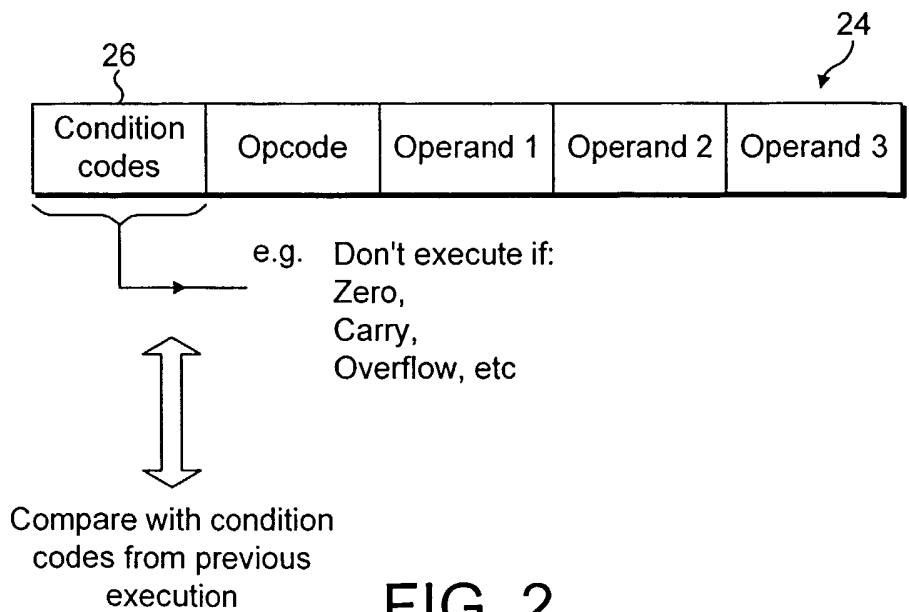 26
24
Condition
codes
Opcode
Operand 1
Operand 2
Operand 3
e.g. Don't execute if:
Zero,
Carry,
Overflow, etc
Compare with condition
codes from previous
execution
FIG. 2